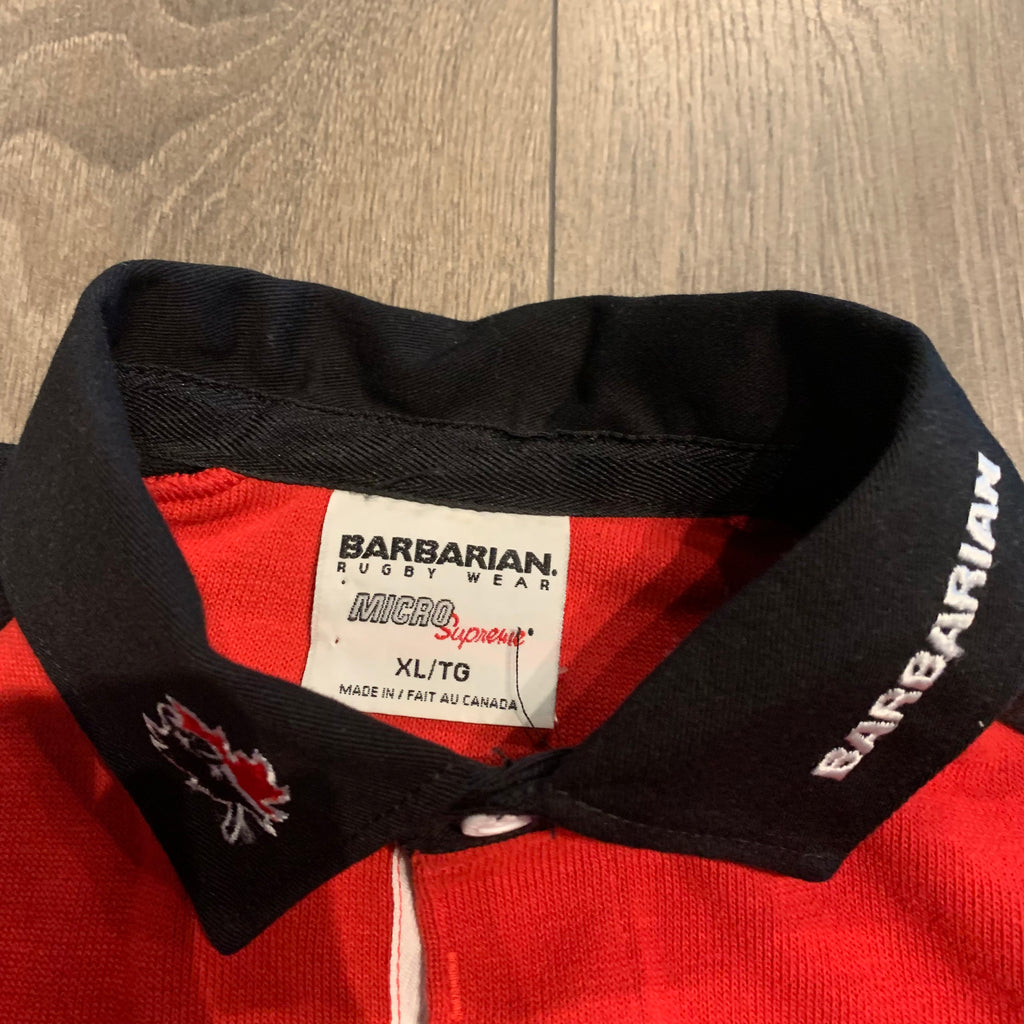 BARBARIAN.
RUGBY WEAR
MICRO
Supreme
XL/TG
MADE IN / FAIT AU CANADA
BARBARIAN